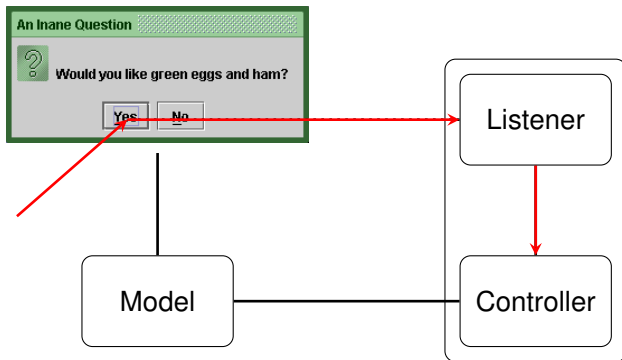 An Inane Question
Would you like green eggs and ham?
Yes No
Listener
Model
Controller